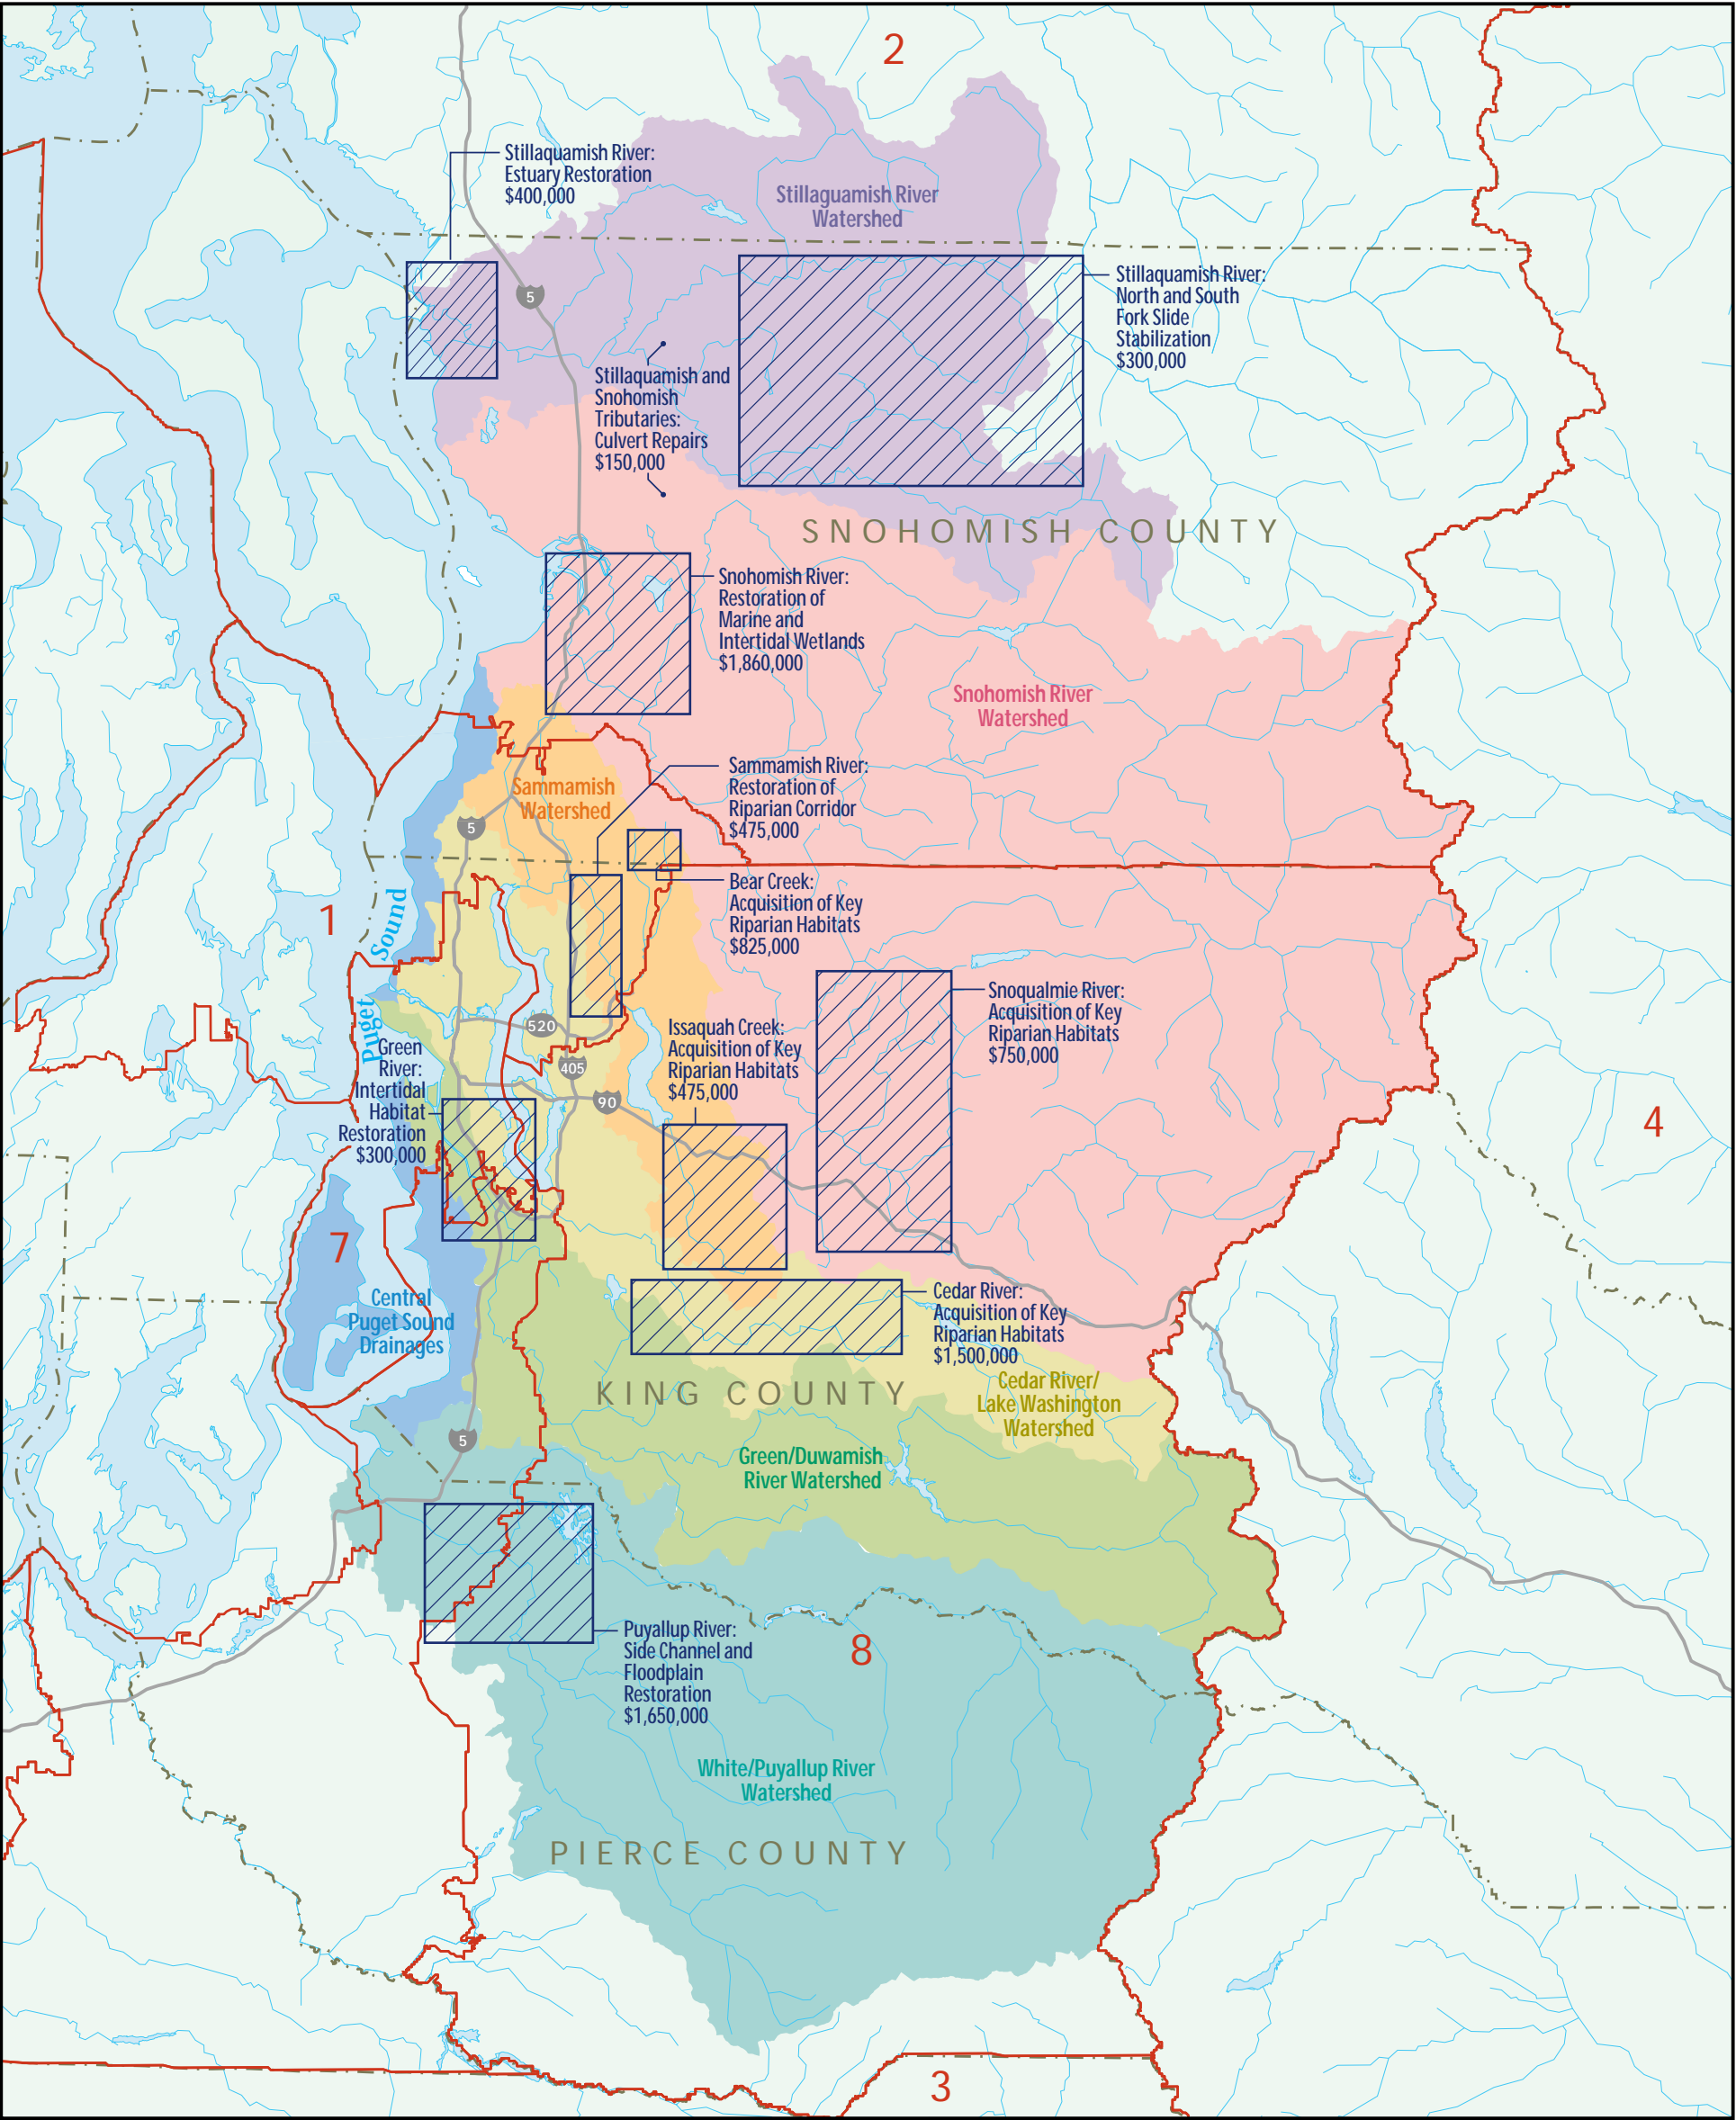 2
Stillaquamish River:
Estuary Restoration
$400,000
Stillaguamish River
Watershed
5
Stillaquamish River:
North and South
Fork Slide
Stabilization
$300,000
Stillaquamish and
Snohomish
Tributaries:
Culvert Repairs
$150,000
SNOHOMISH COUNTY
Snohomish River:
Restoration of
Marine and
Intertidal Wetlands
$1,860,000
Snohomish River
Watershed
Sammamish River:
Restoration of
Riparian Corridor
$475,000
Sammamish
Watershed
5
Bear Creek:
Acquisition of Key
Riparian Habitats
$825,000
1
Puget Sound
Snoqualmie River:
Acquisition of Key
Riparian Habitats
$750,000
520
Issaquah Creek:
Acquisition of Key
Riparian Habitats
$475,000
405
90
Green
River:
Intertidal
Habitat
Restoration
$300,000
4
7
Central
Puget Sound
Drainages
Cedar River:
Acquisition of Key
Riparian Habitats
$1,500,000
KING COUNTY
Cedar River/
Lake Washington
Watershed
5
Green/Duwamish
River Watershed
Puyallup River:
Side Channel and
Floodplain
Restoration
$1,650,000
8
White/Puyallup River
Watershed
PIERCE COUNTY
3